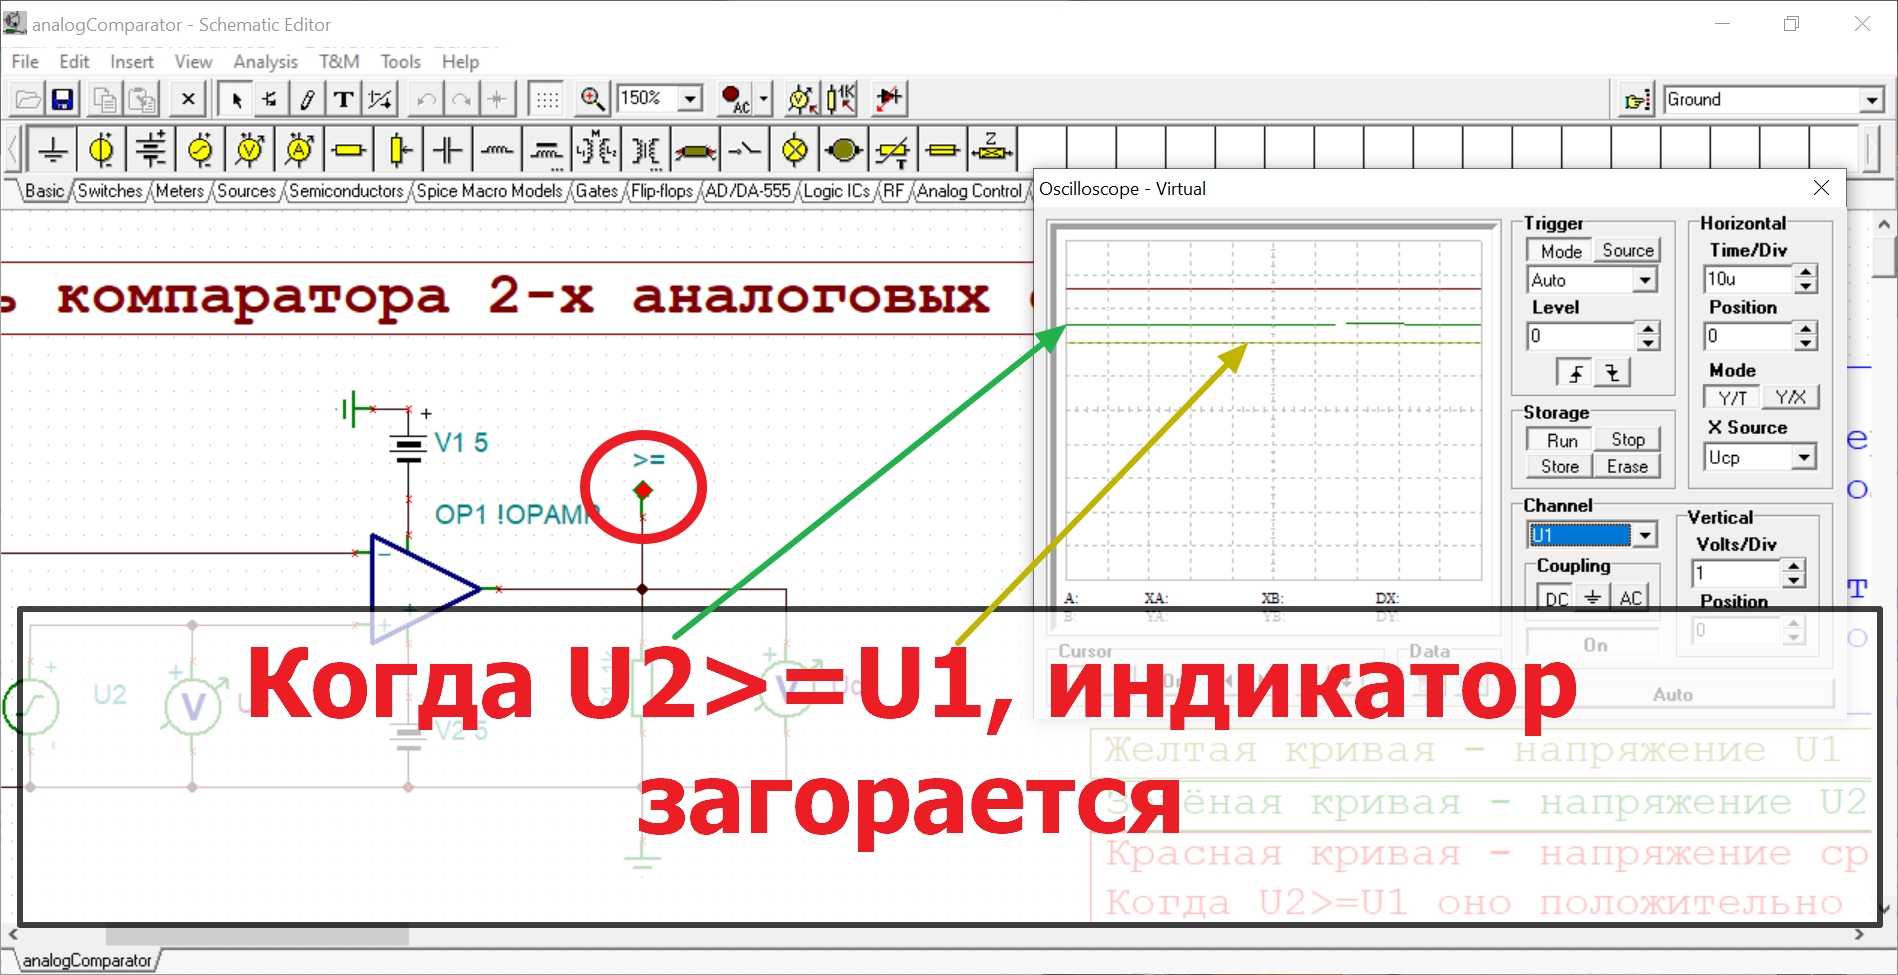 analogComparator - Schematic Editor
File Edit Insert View Analysis T&M Tools Help
150%
AC
1K
Ground
Basic Switches Meters Sources Semiconductors Spice Macro Models Gates Flip-flops AD/DA-555 Logic ICs RF Analog Control
Oscilloscope - Virtual
компаратора 2-х аналоговых
V1 5
>=
OP1 !OPAMP
Trigger
Mode Source
Auto
Level
0
Storage
Run Stop
Store Erase
Channel
U1
Coupling
DC AC
On
Horizontal
Time/Div
10u
Position
0
Mode
Y/T Y/X
X Source
Ucp
Vertical
Volts/Div
1
Position
0
A: XA: XB: DX:
B: YA: YB: DY:
Cursor
On
Data
Auto
U2
V
V
V2 5
Когда U2>=U1, индикатор
загорается
Желтая кривая - напряжение U1
Зелёная кривая - напряжение U2
Красная кривая - напряжение ср
Когда U2>=U1 оно положительно
analogComparator